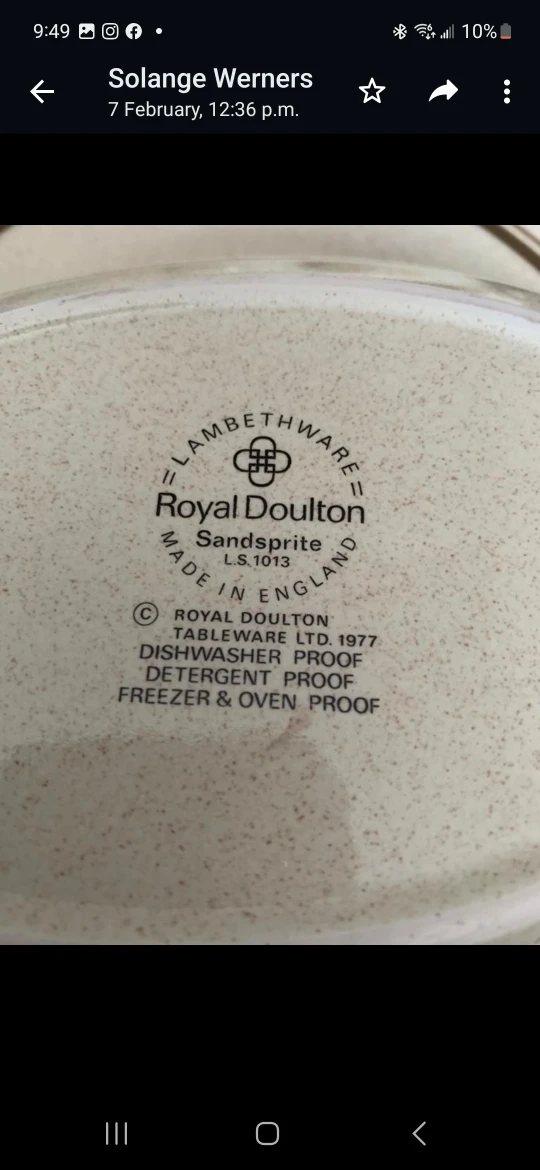 9:49
10%
Solange Werners
7 February, 12:36 p.m.
= LAMBETHWARE =
Royal Doulton
Sandsprite
L.S.1013
MADE IN ENGLAND
© ROYAL DOULTON
TABLEWARE LTD. 1977
DISHWASHER PROOF
DETERGENT PROOF
FREEZER & OVEN PROOF